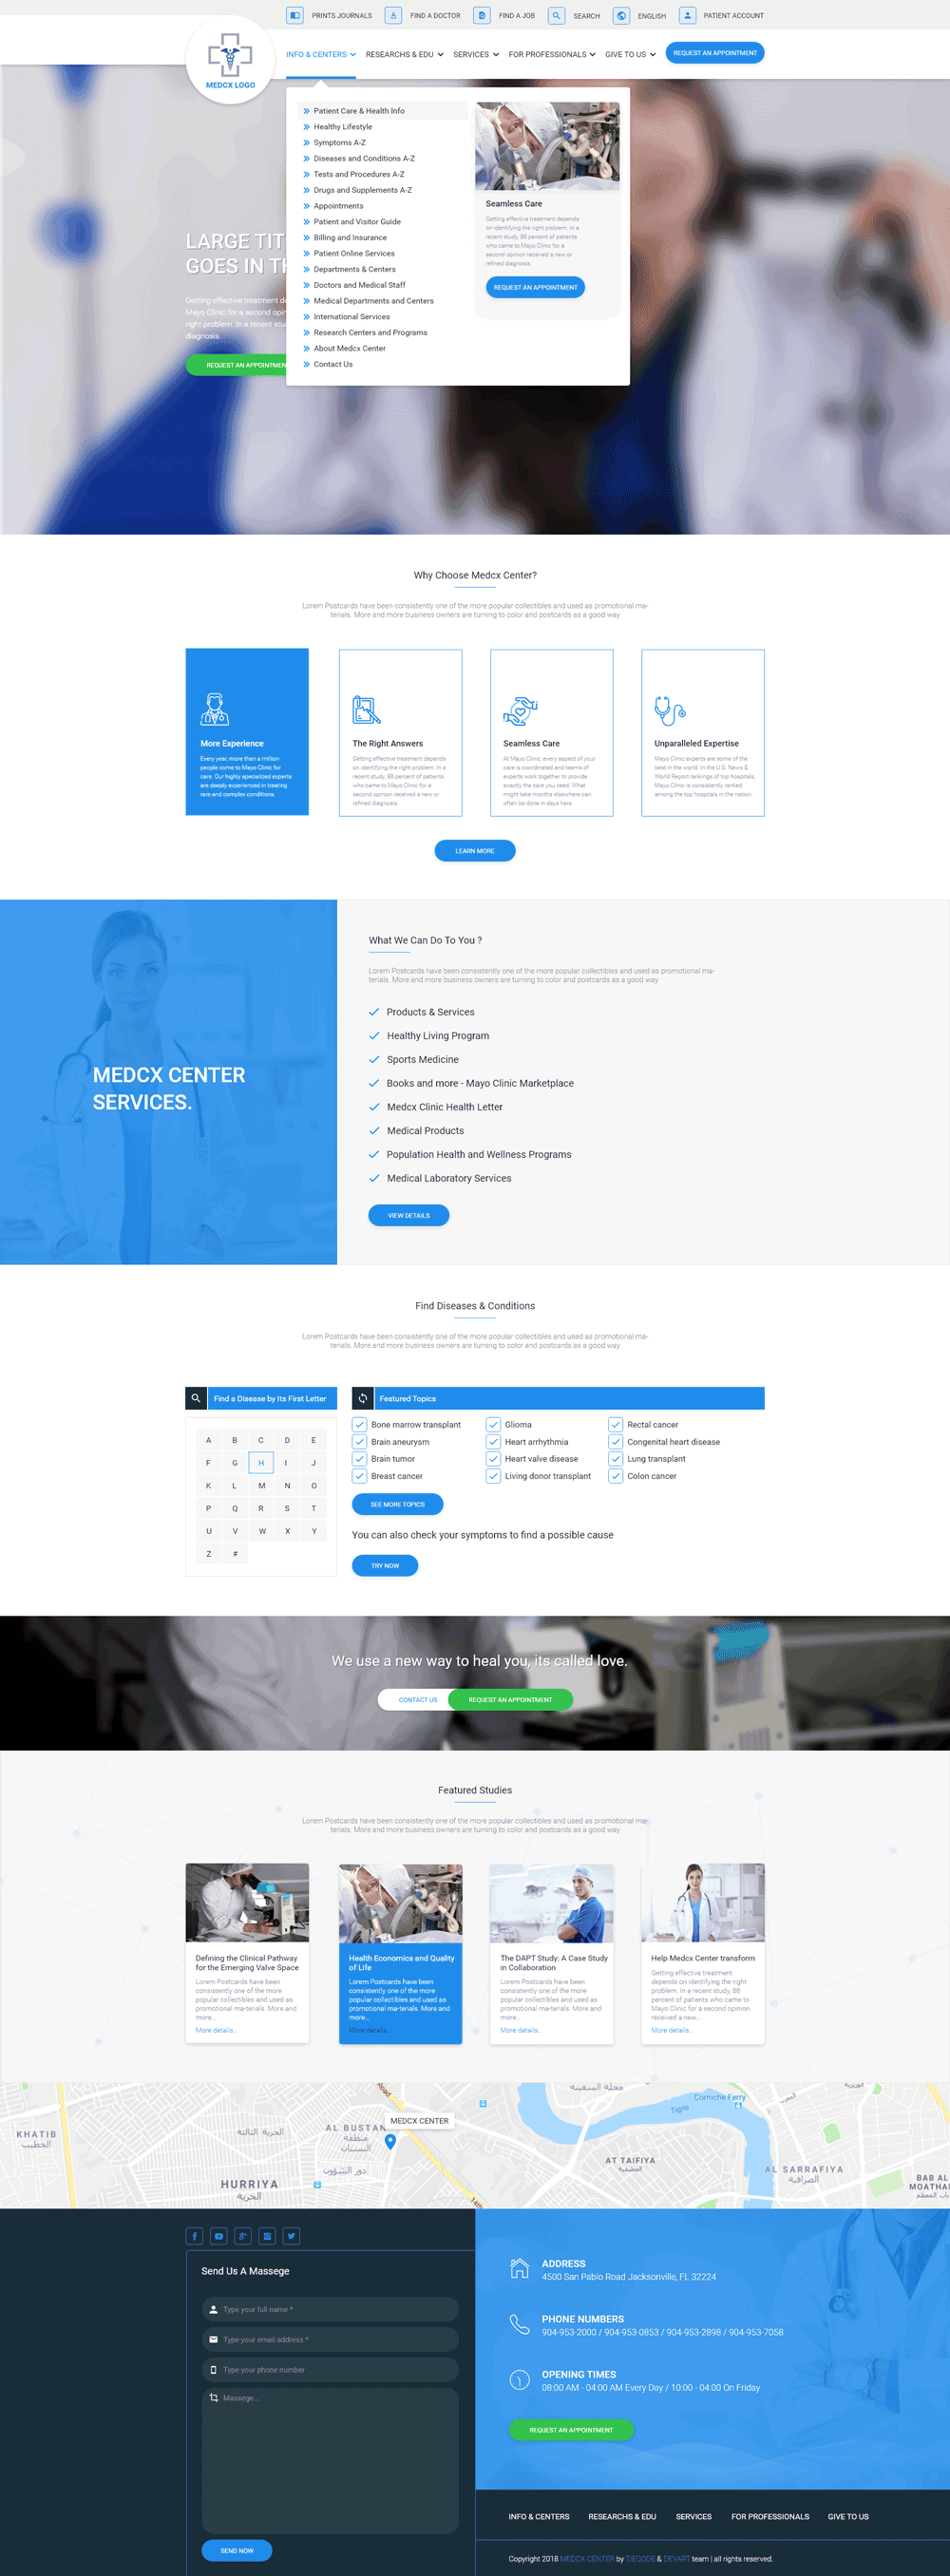 PRINTS JOURNALS
FIND A DOCTOR
FIND A JOB
SEARCH
ENGLISH
PATIENT ACCOUNT
MEDCX LOGO
INFO & CENTERS
RESEARCHS & EDU
SERVICES
FOR PROFESSIONALS
GIVE TO US
REQUEST AN APPOINTMENT
Patient Care & Health Info
Healthy Lifestyle
Symptoms A-Z
Diseases and Conditions A-Z
Tests and Procedures A-Z
Drugs and Supplements A-Z
Appointments
Patient and Visitor Guide
Billing and Insurance
Patient Online Services
Departments & Centers
Doctors and Medical Staff
Medical Departments and Centers
International Services
Research Centers and Programs
About Medcx Center
Contact Us
Seamless Care
Getting effective treatment depends
on identifying the right problem. In a
recent study, 88 percent of patients
who came to Mayo Clinic for a
second opinion received a new or
refined diagnosis.
REQUEST AN APPOINTMENT
LARGE TIT
GOES IN TH
Getting effective treatment de
Mayo Clinic for a second opin
right problem. In a recent stu
diagnosis.
REQUEST AN APPOINTMEN
Why Choose Medcx Center?
Lorem Postcards have been consistently one of the more popular collectibles and used as promotional ma-
terials. More and more business owners are turning to color and postcards as a good way
More Experience
Every year, more than a million
people come to Mayo Clinic for
care. Our highly specialized experts
are deeply experienced in treating
rare and complex conditions.
The Right Answers
Getting effective treatment depends
on identifying the right problem. In a
recent study, 88 percent of patients
who came to Mayo Clinic for a
second opinion received a new or
refined diagnosis.
Seamless Care
At Mayo Clinic, every aspect of your
care is coordinated and teams of
experts work together to provide
exactly the care you need. What
might take months elsewhere can
often be done in days here.
Unparalleled Expertise
Mayo Clinic experts are some of the
best in the world. In the U.S. News &
World Report rankings of top hospitals,
Mayo Clinic is consistently ranked
among the top hospitals in the nation.
LEARN MORE
MEDCX CENTER
SERVICES.
What We Can Do To You ?
Lorem Postcards have been consistently one of the more popular collectibles and used as promotional ma-
terials. More and more business owners are turning to color and postcards as a good way
Products & Services
Healthy Living Program
Sports Medicine
Books and more - Mayo Clinic Marketplace
Medcx Clinic Health Letter
Medical Products
Population Health and Wellness Programs
Medical Laboratory Services
VIEW DETAILS
Find Diseases & Conditions
Lorem Postcards have been consistently one of the more popular collectibles and used as promotional ma-
terials. More and more business owners are turning to color and postcards as a good way
Find a Disease by Its First Letter
A B C D E
F G H I J
K L M N O
P Q R S T
U V W X Y
Z #
Featured Topics
Bone marrow transplant
Glioma
Rectal cancer
Brain aneurysm
Heart arrhythmia
Congenital heart disease
Brain tumor
Heart valve disease
Lung transplant
Breast cancer
Living donor transplant
Colon cancer
SEE MORE TOPICS
You can also check your symptoms to find a possible cause
TRY NOW
We use a new way to heal you, its called love.
CONTACT US
REQUEST AN APPOINTMENT
Featured Studies
Lorem Postcards have been consistently one of the more popular collectibles and used as promotional ma-
terials. More and more business owners are turning to color and postcards as a good way
Defining the Clinical Pathway
for the Emerging Valve Space
Lorem Postcards have been
consistently one of the more
popular collectibles and used as
promotional ma-terials. More and
more...
More details...
Health Economics and Quality
of Life
Lorem Postcards have been
consistently one of the more
popular collectibles and used as
promotional ma-terials. More and
more...
More details...
The DAPT Study: A Case Study
in Collaboration
Lorem Postcards have been
consistently one of the more
popular collectibles and used as
promotional ma-terials. More and
more...
More details...
Help Medcx Center transform
Getting effective treatment
depends on identifying the right
problem. In a recent study, 88
percent of patients who came to
Mayo Clinic for a second opinion
received a new...
More details...
Road
محلة السفينة
Corniche Ferry
Tigris
MEDCX CENTER
KHATIB
الخطيب
الحرية الثالثة
AL BUSTAN
منطقة
البستان
دور الشؤون
HURRIYA
الحرية
14th
AT TAIFIYA
العطيفية
AL SARRAFIYA
الصرافية
BAB AL
MOATHA
باب المعظم
Send Us A Massege
Type your full name *
Type your email address *
Type your phone number
Massege...
SEND NOW
ADDRESS
4500 San Pablo Road Jacksonville, FL 32224
PHONE NUMBERS
904-953-2000 / 904-953-0853 / 904-953-2898 / 904-953-7058
OPENING TIMES
08:00 AM - 04:00 AM Every Day / 10:00 - 04:00 On Friday
REQUEST AN APPOINTMENT
INFO & CENTERS
RESEARCHS & EDU
SERVICES
FOR PROFESSIONALS
GIVE TO US
Copyright 2018 MEDCX CENTER by TIEQODE & DEVART team | all rights reserved.